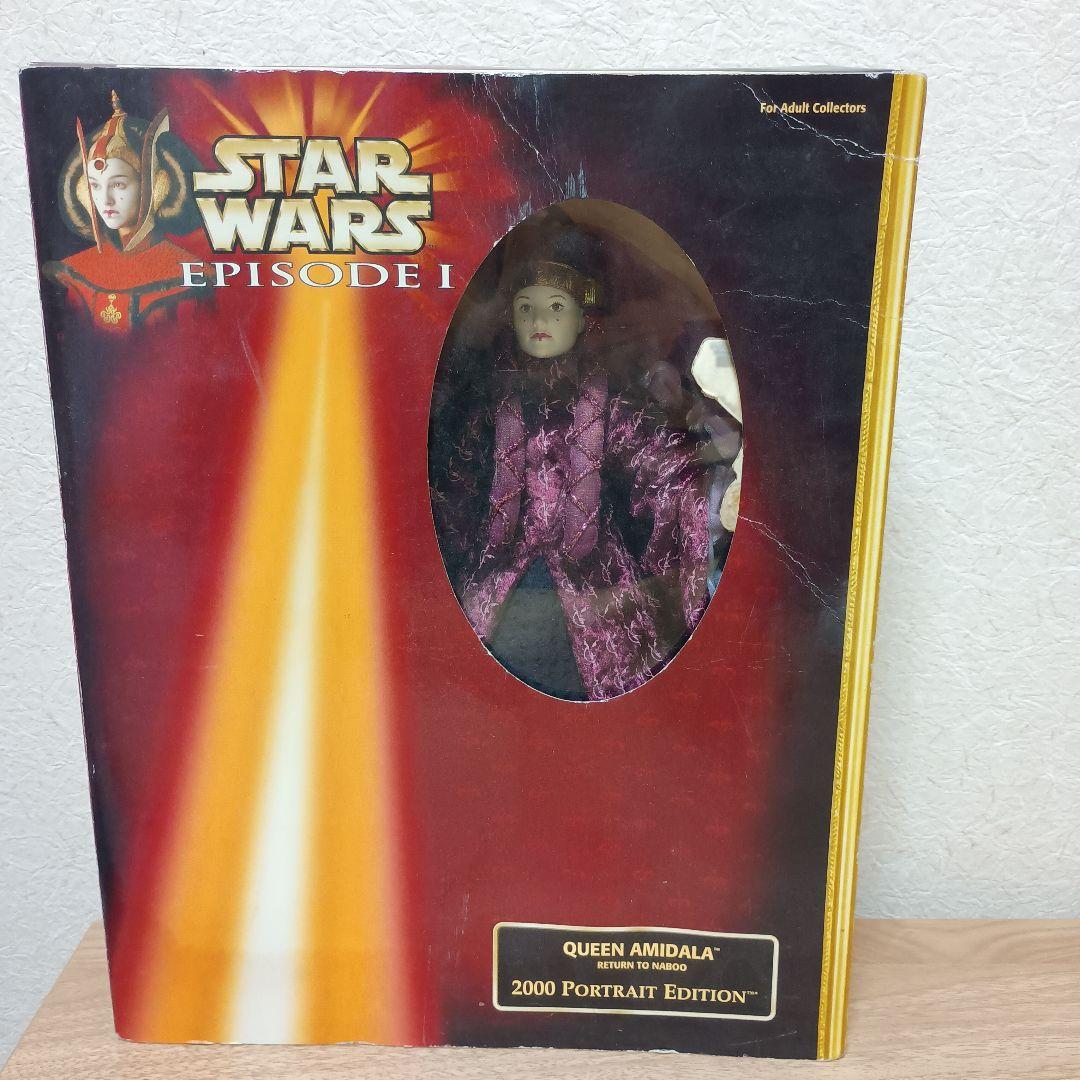 For Adult Collectors
STAR
WARS
EPISODE I
QUEEN AMIDALA™
RETURN TO NABOO
2000 PORTRAIT EDITION™*